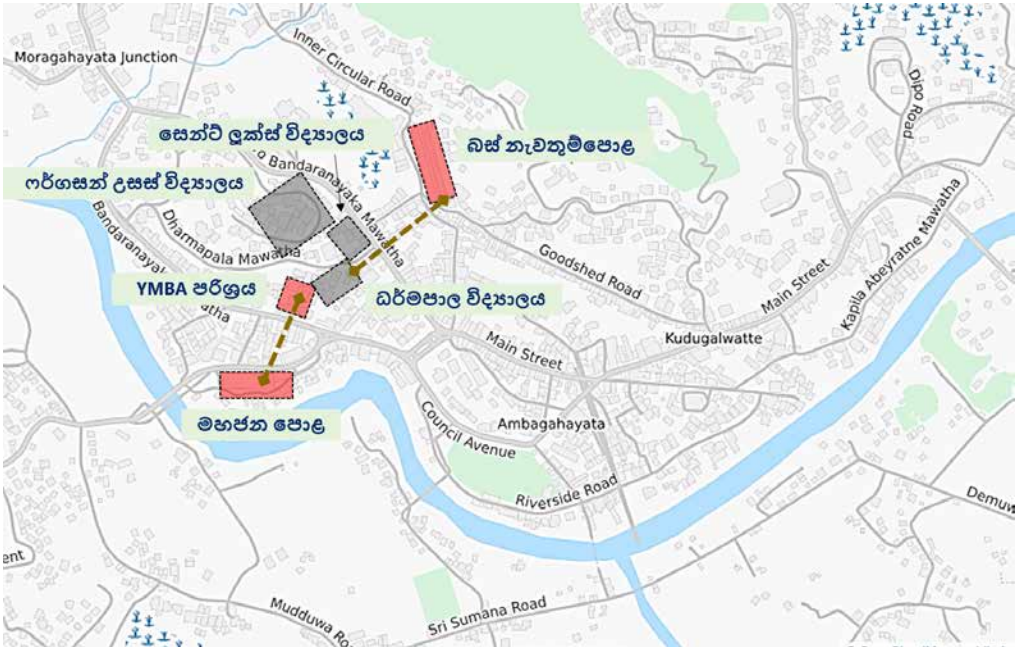 Moragahayata Junction
Inner Circular Road
Dipo Road
සෙන්ට් ලූක්ස් විද්‍යාලය
බස් නැවතුම්පොළ
Bandaranayaka Mawatha
ෆර්ගසන් උසස් විද්‍යාලය
Dharmapala Mawatha
Goodshed Road
Kapila Abeyratne Mawatha
YMBA පරිශ්‍රය
ධර්මපාල විද්‍යාලය
Main Street
Main Street
Kudugalwatte
මහජන පොළ
Council Avenue
Ambagahayata
Riverside Road
Mudduwa
Sri Sumana Road